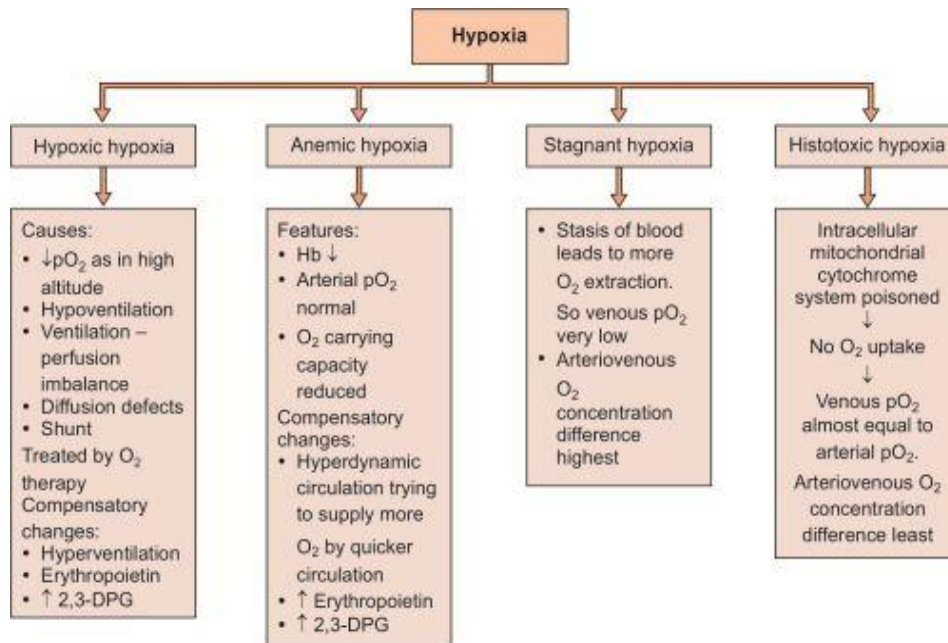 Hypoxia
Hypoxic hypoxia
Anemic hypoxia
Stagnant hypoxia
Histotoxic hypoxia
Causes:
• ↓pO₂ as in high
altitude
• Hypoventilation
• Ventilation –
perfusion
imbalance
• Diffusion defects
• Shunt
Treated by O₂
therapy
Compensatory
changes:
• Hyperventilation
• Erythropoietin
• ↑ 2,3-DPG
Features:
• Hb ↓
• Arterial pO₂
normal
• O₂ carrying
capacity
reduced
Compensatory
changes:
• Hyperdynamic
circulation trying
to supply more
O₂ by quicker
circulation
• ↑ Erythropoietin
• ↑ 2,3-DPG
• Stasis of blood
leads to more
O₂ extraction.
So venous pO₂
very low
• Arteriovenous
O₂
concentration
difference
highest
Intracellular
mitochondrial
cytochrome
system poisoned
↓
No O₂ uptake
↓
Venous pO₂
almost equal to
arterial pO₂.
Arteriovenous O₂
concentration
difference least